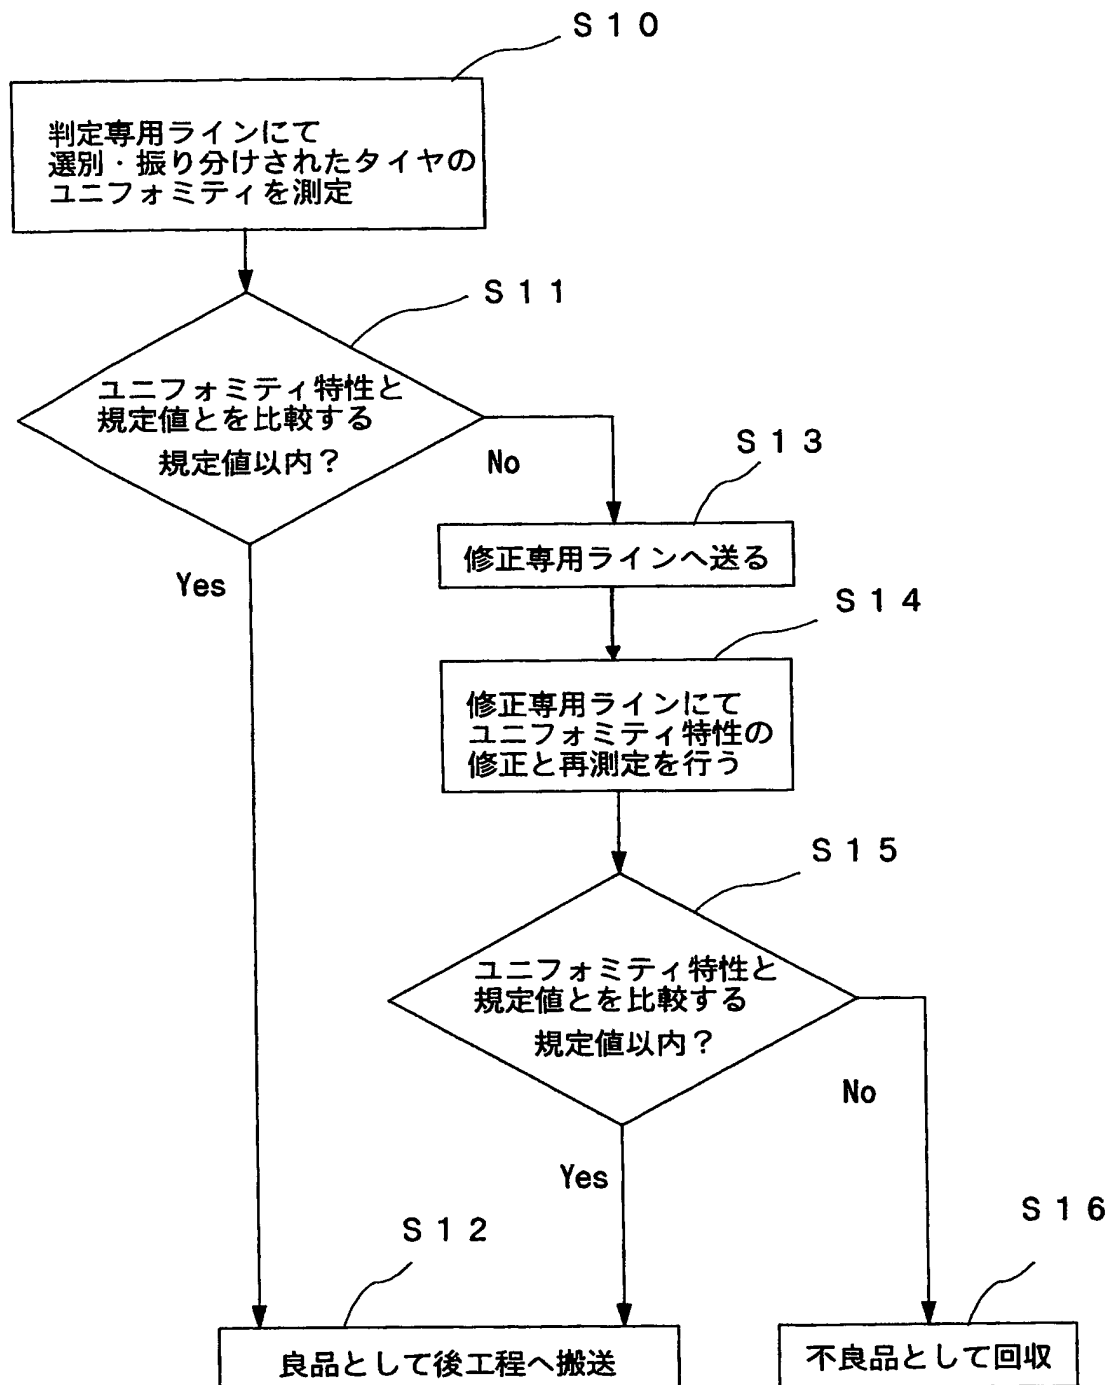 S10
判定専用ラインにて
選別・振り分けされたタイヤの
ユニフォミティを測定
S11
ユニフォミティ特性と
規定値とを比較する
規定値以内？
No
Yes
S13
修正専用ラインへ送る
S14
修正専用ラインにて
ユニフォミティ特性の
修正と再測定を行う
S15
ユニフォミティ特性と
規定値とを比較する
規定値以内？
No
Yes
S12
良品として後工程へ搬送
S16
不良品として回収